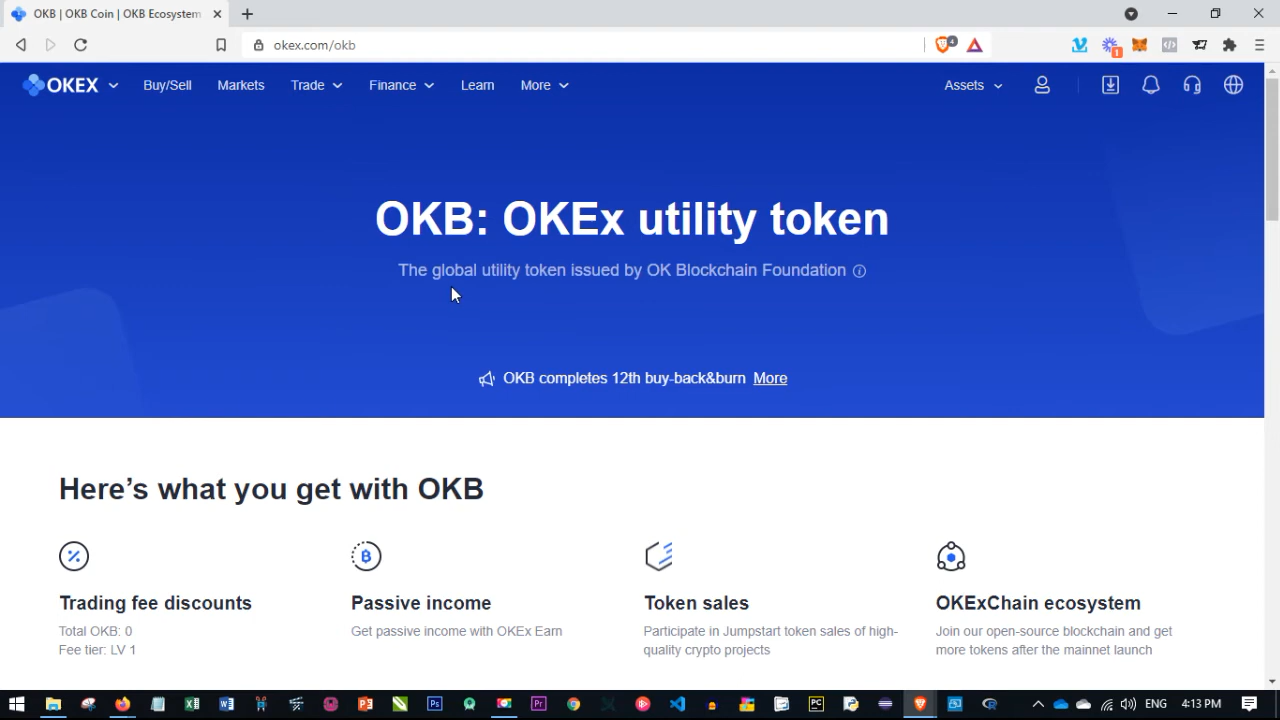 OKB | OKB Coin | OKB Ecosystem
okex.com/okb
4
1
OKEX
Buy/Sell
Markets
Trade
Finance
Learn
More
Assets
OKB: OKEx utility token
The global utility token issued by OK Blockchain Foundation
OKB completes 12th buy-back&burn More
Here's what you get with OKB
Trading fee discounts
Total OKB: 0
Fee tier: LV 1
Passive income
Get passive income with OKEx Earn
Token sales
Participate in Jumpstart token sales of high-
quality crypto projects
OKExChain ecosystem
Join our open-source blockchain and get
more tokens after the mainnet launch
ENG
4:13 PM